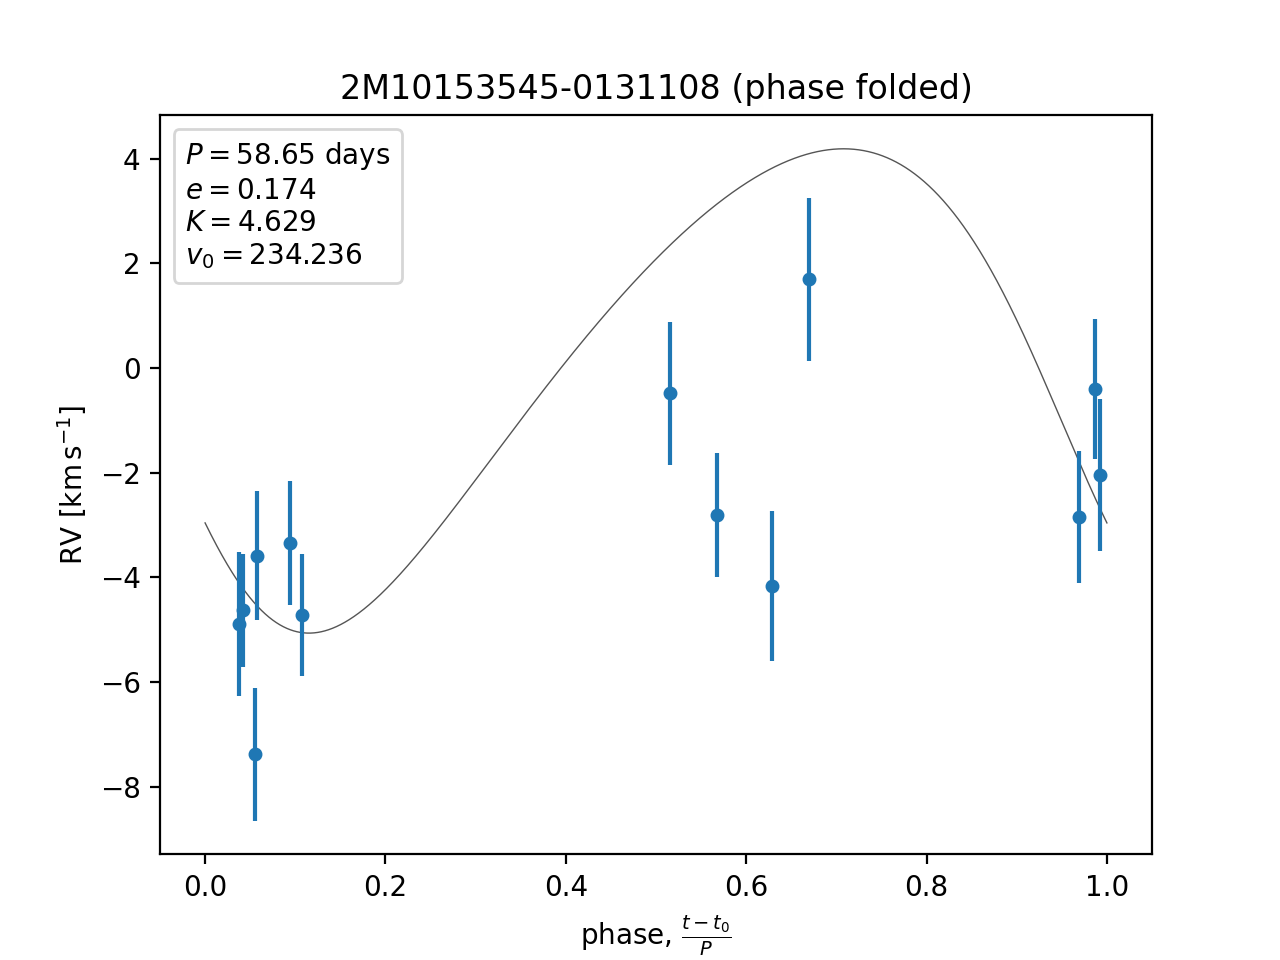 2M10153545-0131108 (phase folded)
P = 58.65 days
e = 0.174
K = 4.629
v₀ = 234.236
4
2
0
−2
−4
−6
−8
RV [km s⁻¹]
0.0 0.2 0.4 0.6 0.8 1.0
phase, (t − t₀)/P